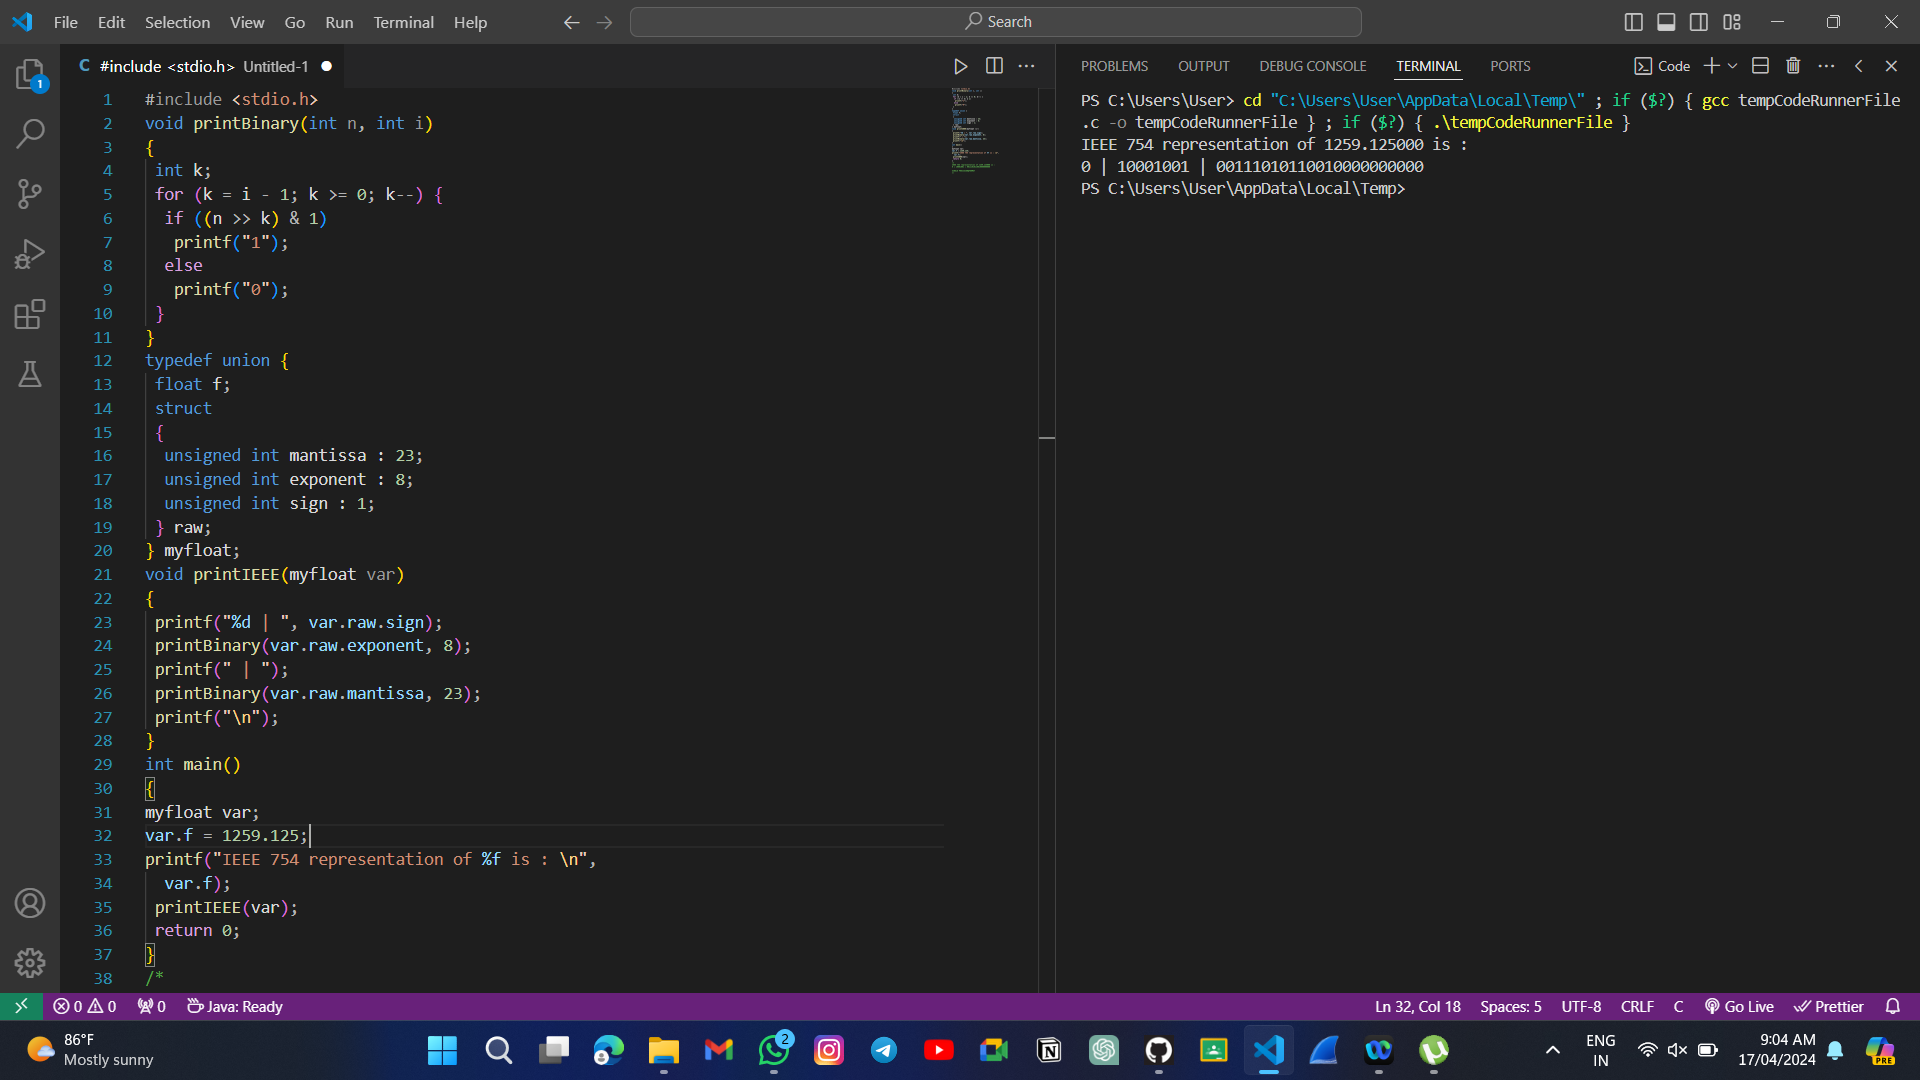 File Edit Selection View Go Run Terminal Help
Search
C #include <stdio.h> Untitled-1
1 #include <stdio.h>
2 void printBinary(int n, int i)
3 {
4 int k;
5 for (k = i - 1; k >= 0; k--) {
6 if ((n >> k) & 1)
7 printf("1");
8 else
9 printf("0");
10 }
11 }
12 typedef union {
13 float f;
14 struct
15 {
16 unsigned int mantissa : 23;
17 unsigned int exponent : 8;
18 unsigned int sign : 1;
19 } raw;
20 } myfloat;
21 void printIEEE(myfloat var)
22 {
23 printf("%d | ", var.raw.sign);
24 printBinary(var.raw.exponent, 8);
25 printf(" | ");
26 printBinary(var.raw.mantissa, 23);
27 printf("\n");
28 }
29 int main()
30 {
31 myfloat var;
32 var.f = 1259.125;
33 printf("IEEE 754 representation of %f is : \n",
34 var.f);
35 printIEEE(var);
36 return 0;
37 }
38 /*
PROBLEMS OUTPUT DEBUG CONSOLE TERMINAL PORTS Code
PS C:\Users\User> cd "C:\Users\User\AppData\Local\Temp\" ; if ($?) { gcc tempCodeRunnerFile
.c -o tempCodeRunnerFile } ; if ($?) { .\tempCodeRunnerFile }
IEEE 754 representation of 1259.125000 is :
0 | 10001001 | 00111010110010000000000
PS C:\Users\User\AppData\Local\Temp>
1
0 0 0 Java: Ready Ln 32, Col 18 Spaces: 5 UTF-8 CRLF C Go Live Prettier
86°F
Mostly sunny
2
ENG
IN
9:04 AM
17/04/2024
PRE